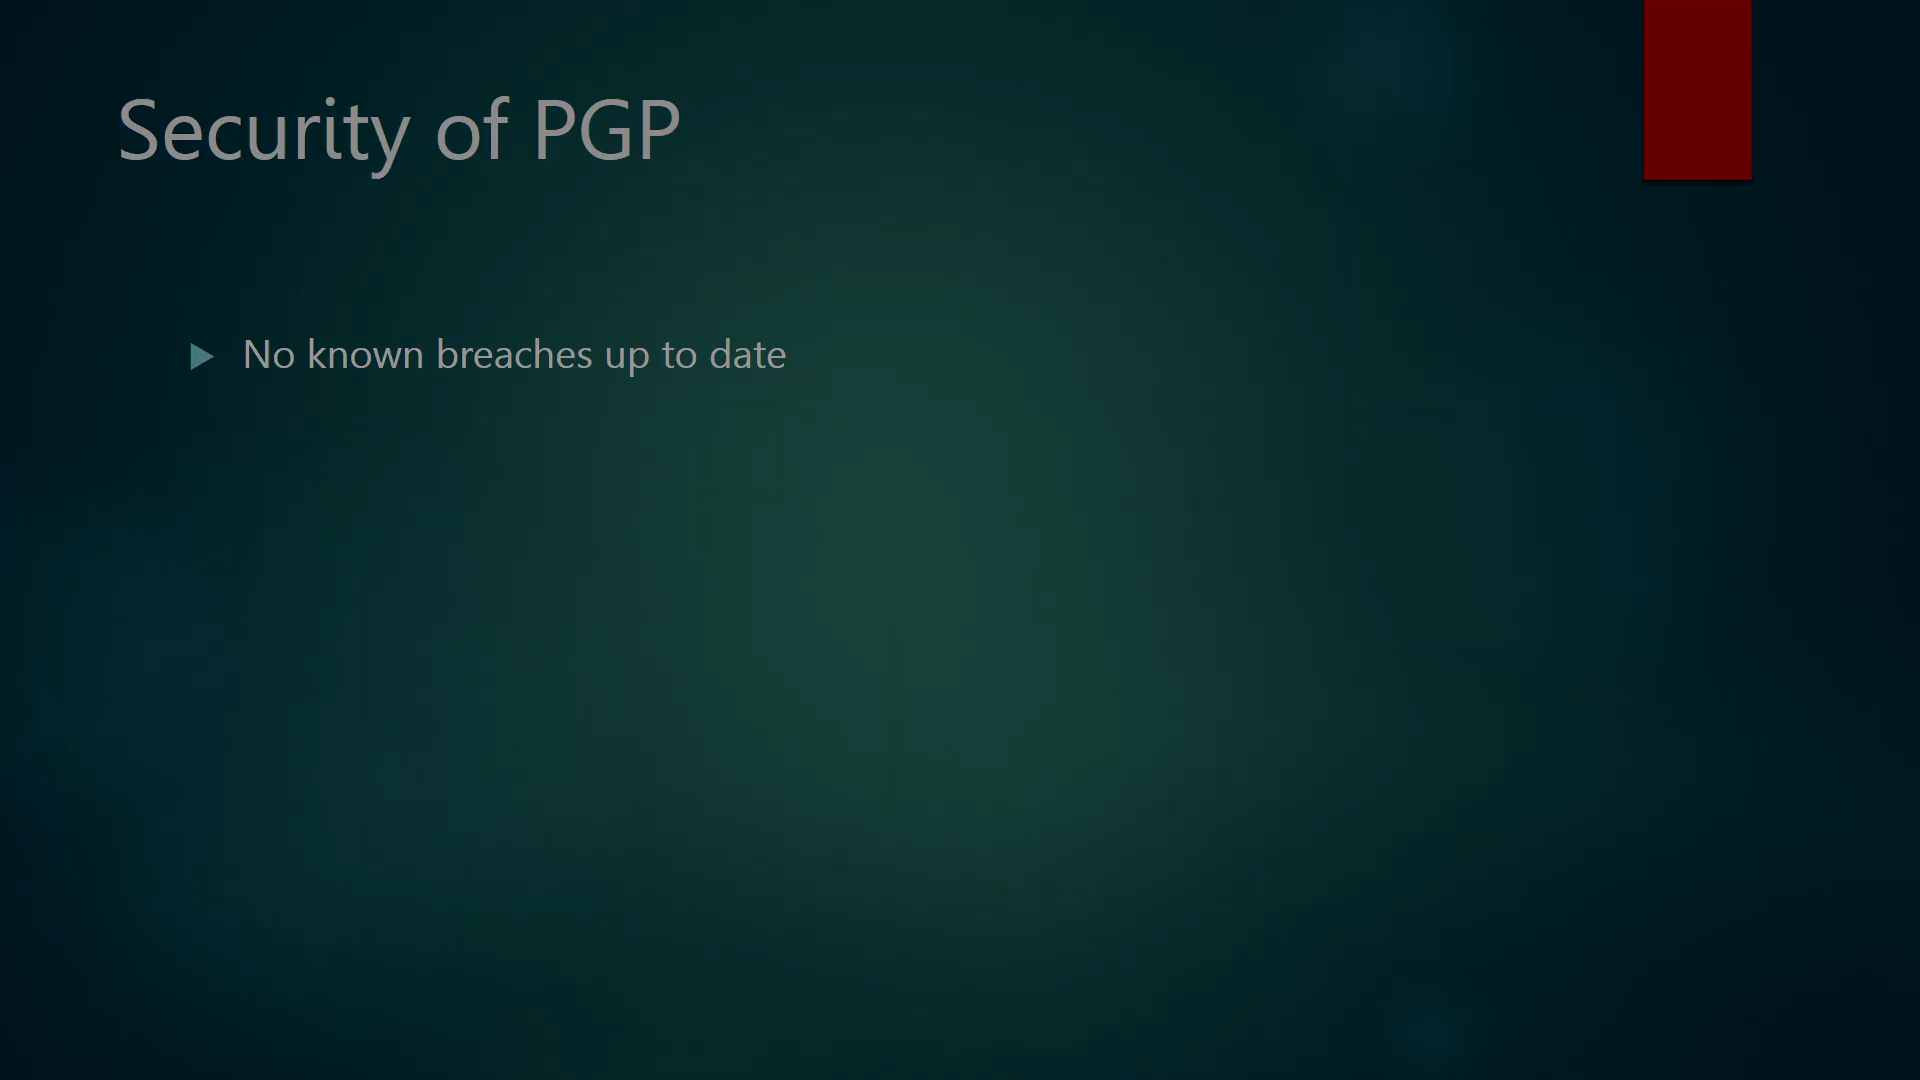 Security of PGP
No known breaches up to date